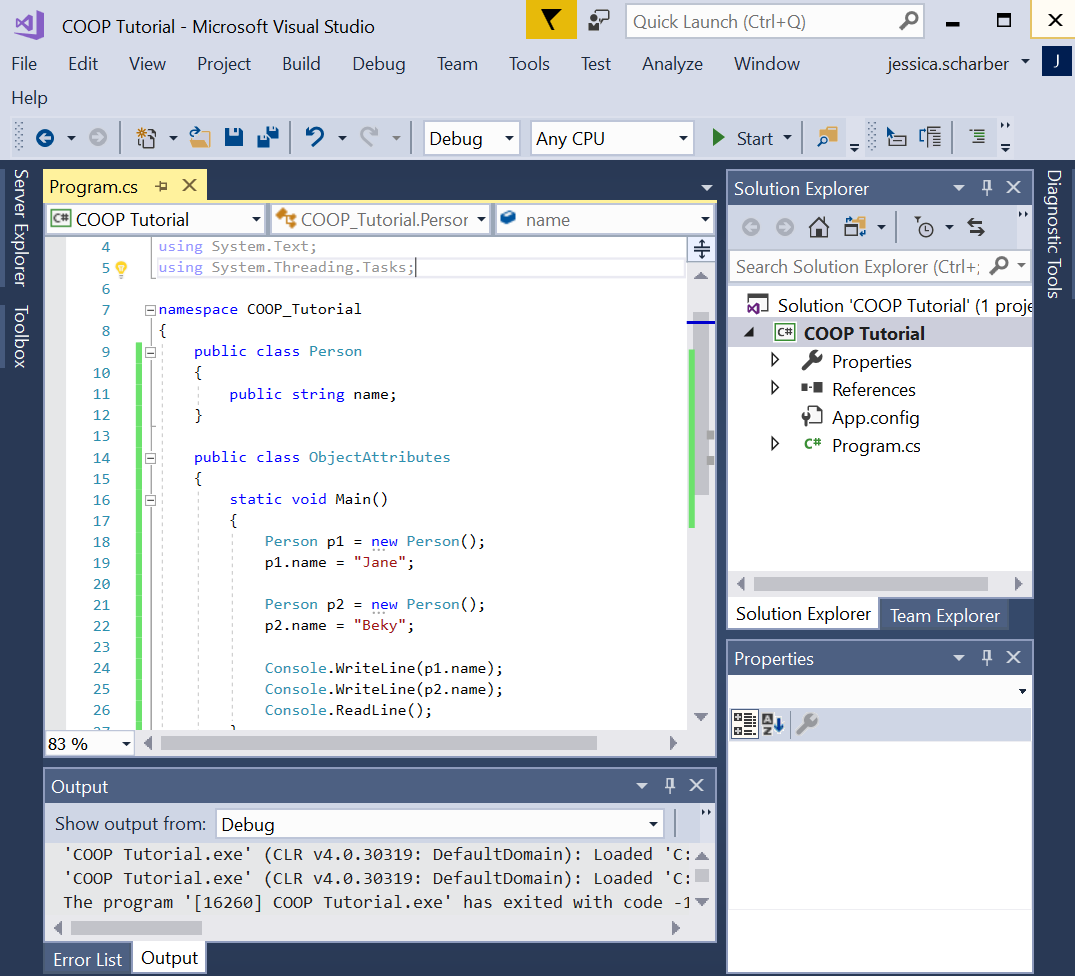 COOP Tutorial - Microsoft Visual Studio
Quick Launch (Ctrl+Q)
File Edit View Project Build Debug Team Tools Test Analyze Window jessica.scharber J
Help
Debug Any CPU Start
Server Explorer
Toolbox
Program.cs
C# COOP Tutorial COOP_Tutorial.Person name
4 using System.Text;
5 using System.Threading.Tasks;
6
7 namespace COOP_Tutorial
8 {
9 public class Person
10 {
11 public string name;
12 }
13
14 public class ObjectAttributes
15 {
16 static void Main()
17 {
18 Person p1 = new Person();
19 p1.name = "Jane";
20
21 Person p2 = new Person();
22 p2.name = "Beky";
23
24 Console.WriteLine(p1.name);
25 Console.WriteLine(p2.name);
26 Console.ReadLine();
27 }
83 %
Output
Show output from: Debug
'COOP Tutorial.exe' (CLR v4.0.30319: DefaultDomain): Loaded 'C:
'COOP Tutorial.exe' (CLR v4.0.30319: DefaultDomain): Loaded 'C:
The program '[16260] COOP Tutorial.exe' has exited with code -1
Error List Output
Solution Explorer
Search Solution Explorer (Ctrl+;
Solution 'COOP Tutorial' (1 proje
C# COOP Tutorial
Properties
References
App.config
C# Program.cs
Solution Explorer Team Explorer
Properties
Diagnostic Tools